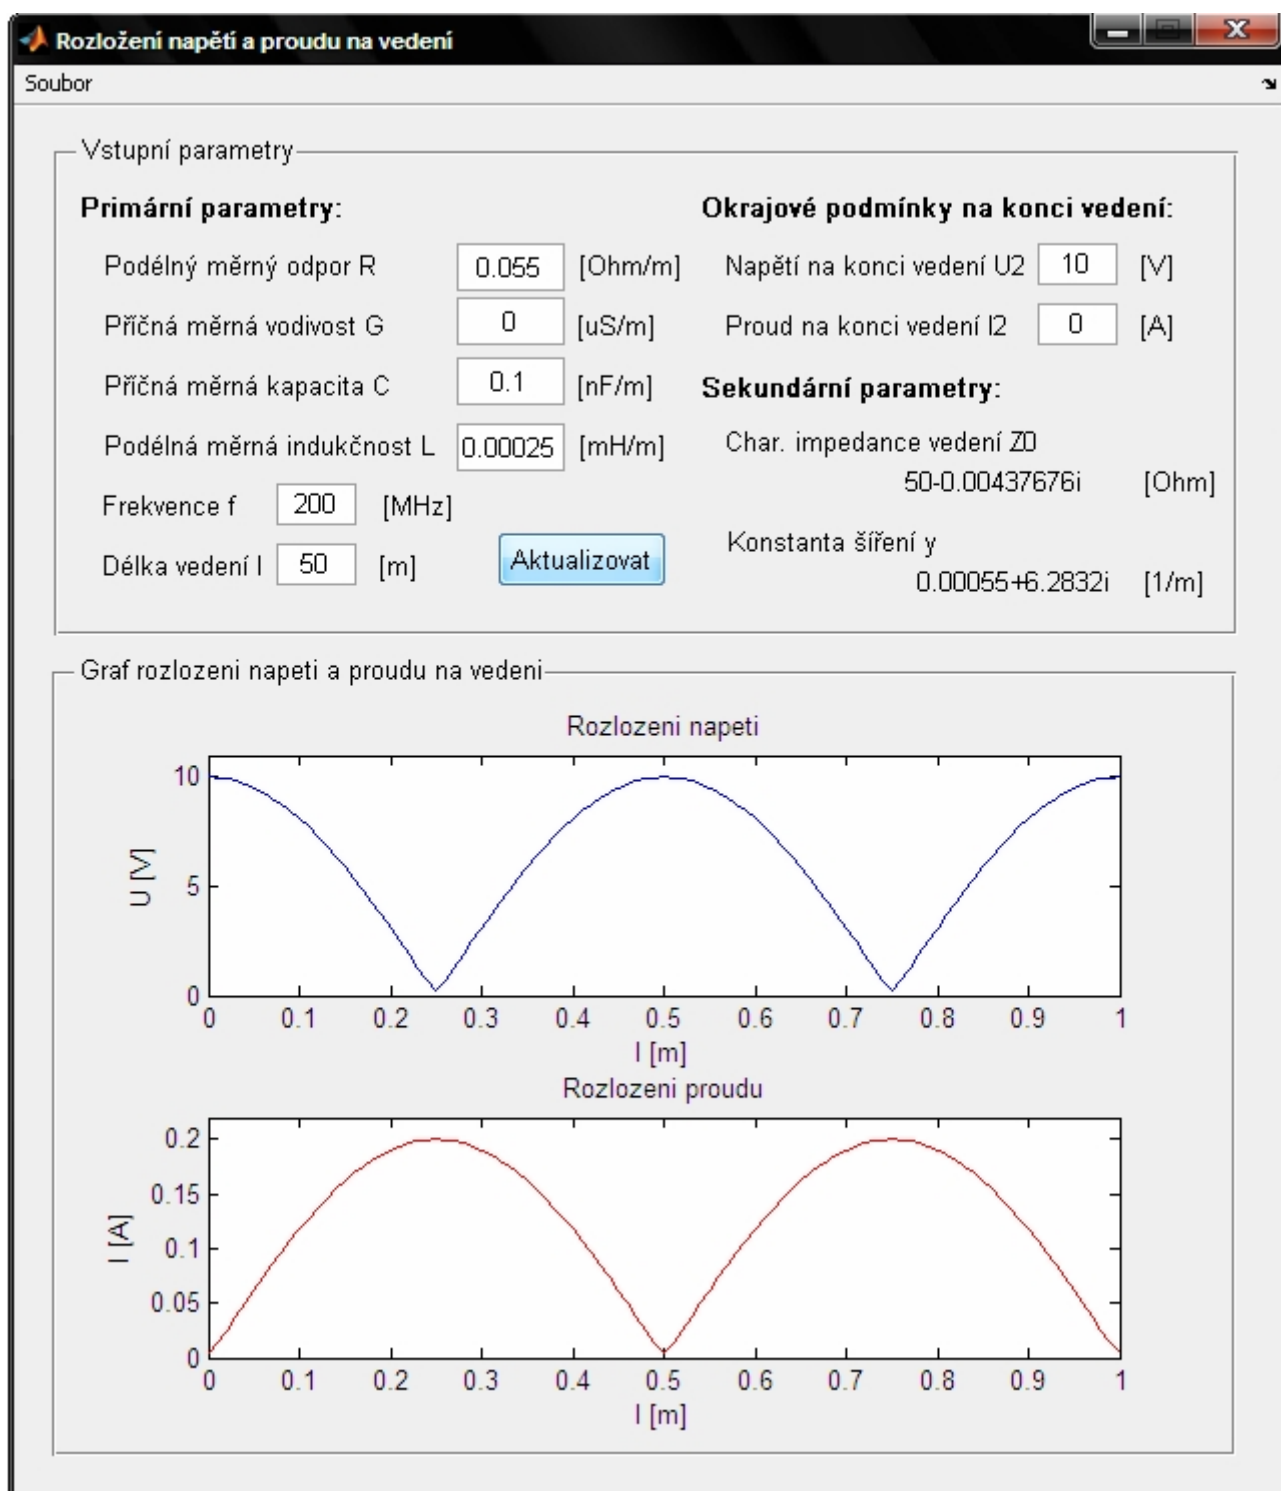 Rozložení napětí a proudu na vedení
Soubor
Vstupní parametry
Primární parametry:
Podélný měrný odpor R 0.055 [Ohm/m]
Příčná měrná vodivost G 0 [uS/m]
Příčná měrná kapacita C 0.1 [nF/m]
Podélná měrná indukčnost L 0.00025 [mH/m]
Frekvence f 200 [MHz]
Délka vedení l 50 [m]
Aktualizovat
Okrajové podmínky na konci vedení:
Napětí na konci vedení U2 10 [V]
Proud na konci vedení I2 0 [A]
Sekundární parametry:
Char. impedance vedení Z0
50-0.00437676i [Ohm]
Konstanta šíření y
0.00055+6.2832i [1/m]
Graf rozlozeni napeti a proudu na vedeni
Rozlozeni napeti
U [V]
10
5
0
0 0.1 0.2 0.3 0.4 0.5 0.6 0.7 0.8 0.9 1
l [m]
Rozlozeni proudu
I [A]
0.2
0.15
0.1
0.05
0
0 0.1 0.2 0.3 0.4 0.5 0.6 0.7 0.8 0.9 1
l [m]